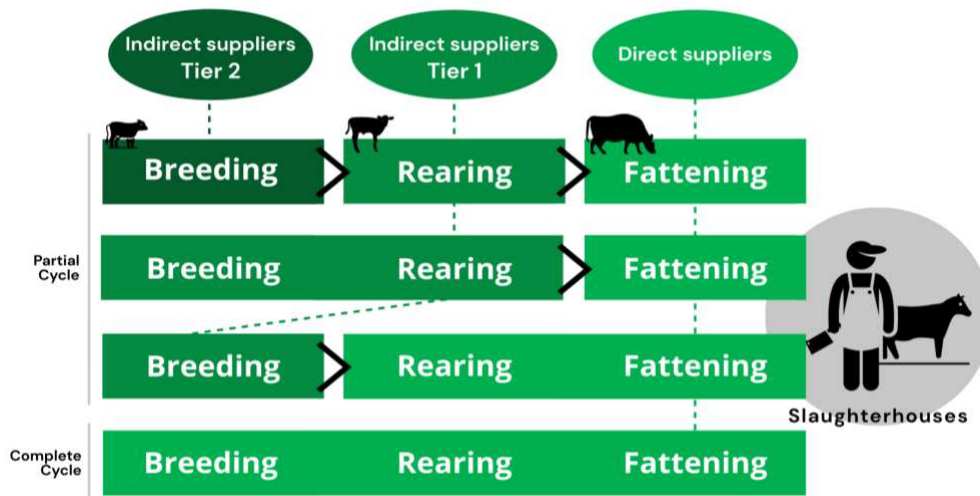 Indirect suppliers
Tier 2
Indirect suppliers
Tier 1
Direct suppliers
Breeding
Rearing
Fattening
Partial
Cycle
Breeding
Rearing
Fattening
Breeding
Rearing
Fattening
Slaughterhouses
Complete
Cycle
Breeding
Rearing
Fattening